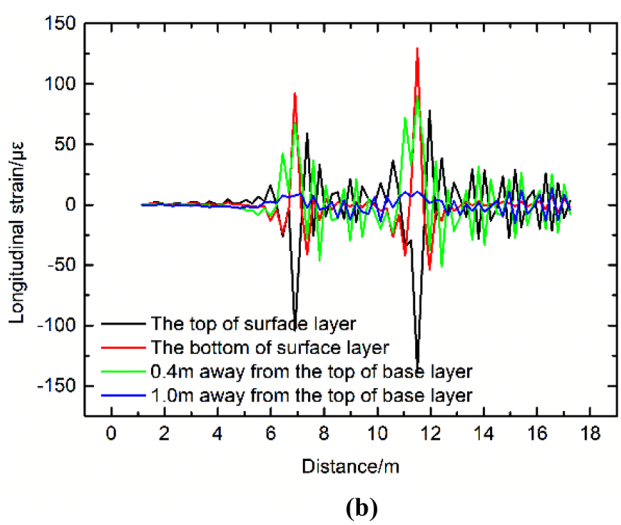 150
100
50
0
-50
-100
-150
Longitudinal strain/με
The top of surface layer
The bottom of surface layer
0.4m away from the top of base layer
1.0m away from the top of base layer
0 2 4 6 8 10 12 14 16 18
Distance/m
(b)